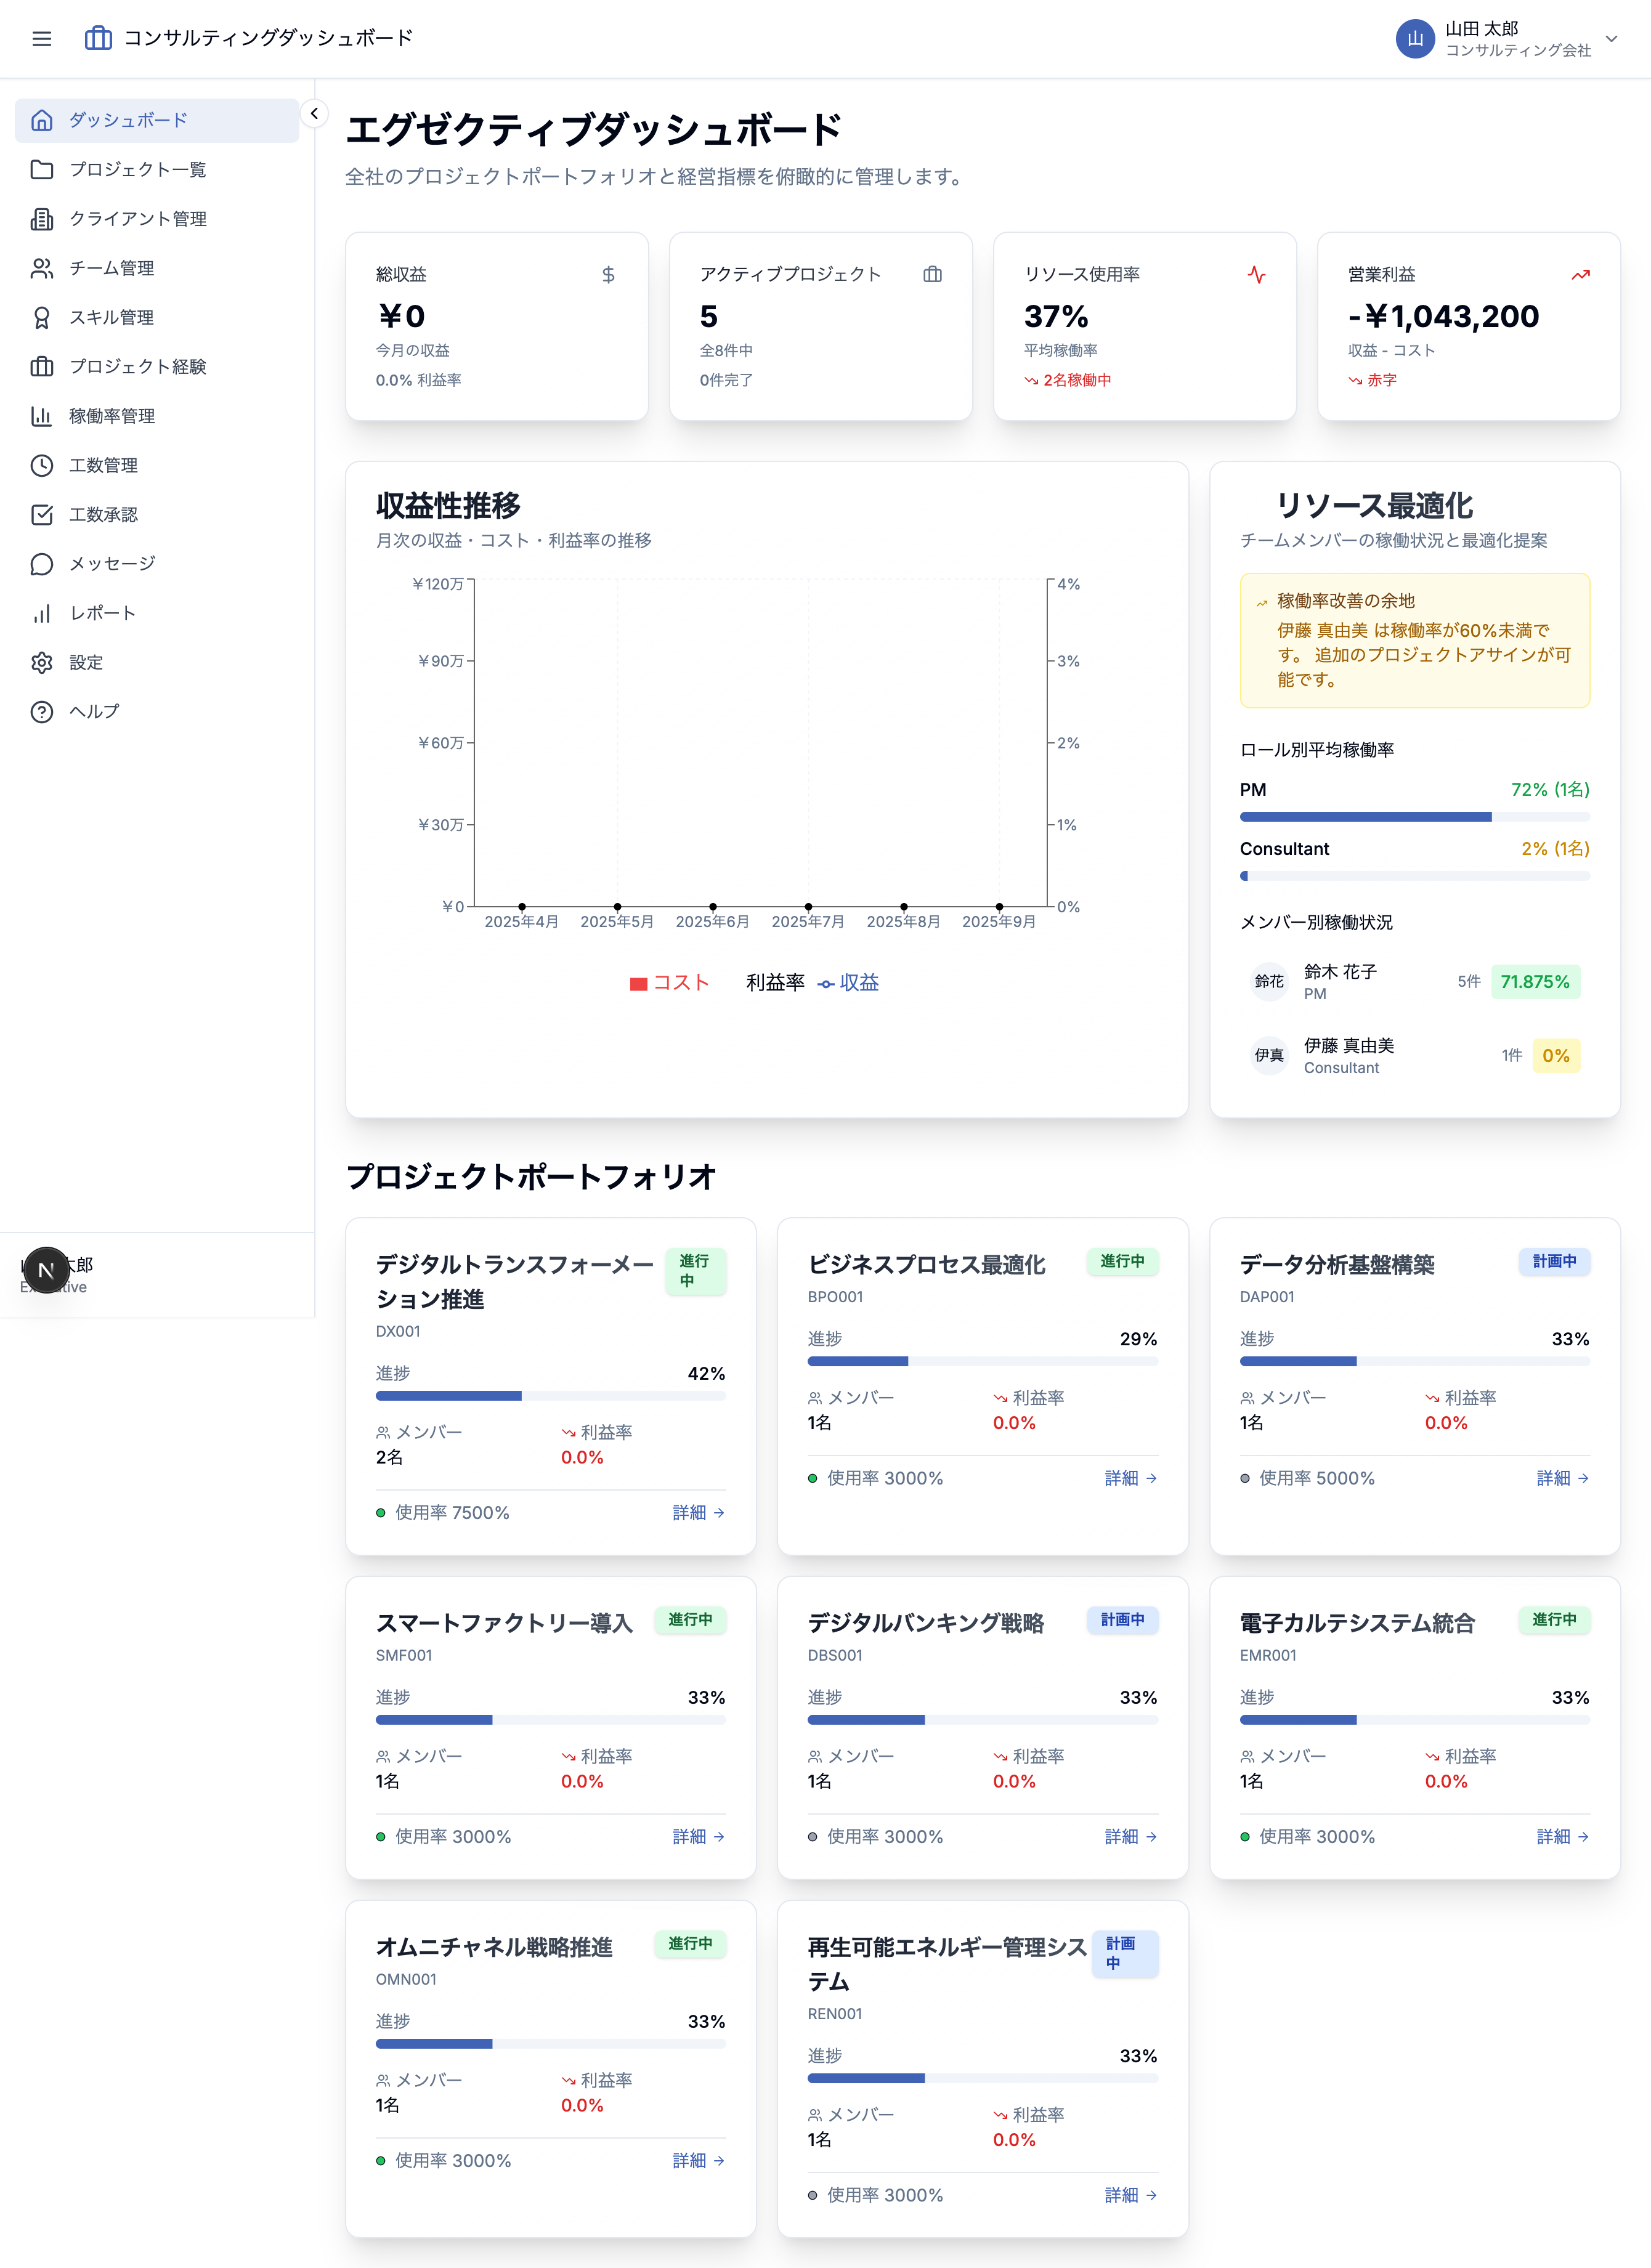 コンサルティングダッシュボード
山
山田 太郎
コンサルティング会社
ダッシュボード
プロジェクト一覧
クライアント管理
チーム管理
スキル管理
プロジェクト経験
稼働率管理
工数管理
工数承認
メッセージ
レポート
設定
ヘルプ
N
太郎
エグゼクティブダッシュボード
全社のプロジェクトポートフォリオと経営指標を俯瞰的に管理します。
総収益
¥0
今月の収益
0.0% 利益率
アクティブプロジェクト
5
全8件中
0件完了
リソース使用率
37%
平均稼働率
2名稼働中
営業利益
-¥1,043,200
収益 - コスト
赤字
収益性推移
月次の収益・コスト・利益率の推移
¥120万
¥90万
¥60万
¥30万
¥0
4%
3%
2%
1%
0%
2025年4月 2025年5月 2025年6月 2025年7月 2025年8月 2025年9月
コスト 利益率 収益
リソース最適化
チームメンバーの稼働状況と最適化提案
稼働率改善の余地
伊藤 真由美 は稼働率が60%未満で
す。 追加のプロジェクトアサインが可
能です。
ロール別平均稼働率
PM 72% (1名)
Consultant 2% (1名)
メンバー別稼働状況
鈴花
鈴木 花子
PM
5件 71.875%
伊真
伊藤 真由美
Consultant
1件 0%
プロジェクトポートフォリオ
デジタルトランスフォーメー
ション推進
進行
中
DX001
進捗 42%
メンバー 利益率
2名 0.0%
使用率 7500% 詳細
ビジネスプロセス最適化 進行中
BPO001
進捗 29%
メンバー 利益率
1名 0.0%
使用率 3000% 詳細
データ分析基盤構築 計画中
DAP001
進捗 33%
メンバー 利益率
1名 0.0%
使用率 5000% 詳細
スマートファクトリー導入 進行中
SMF001
進捗 33%
メンバー 利益率
1名 0.0%
使用率 3000% 詳細
デジタルバンキング戦略 計画中
DBS001
進捗 33%
メンバー 利益率
1名 0.0%
使用率 3000% 詳細
電子カルテシステム統合 進行中
EMR001
進捗 33%
メンバー 利益率
1名 0.0%
使用率 3000% 詳細
オムニチャネル戦略推進 進行中
OMN001
進捗 33%
メンバー 利益率
1名 0.0%
使用率 3000% 詳細
再生可能エネルギー管理シス
テム
計画
中
REN001
進捗 33%
メンバー 利益率
1名 0.0%
使用率 3000% 詳細